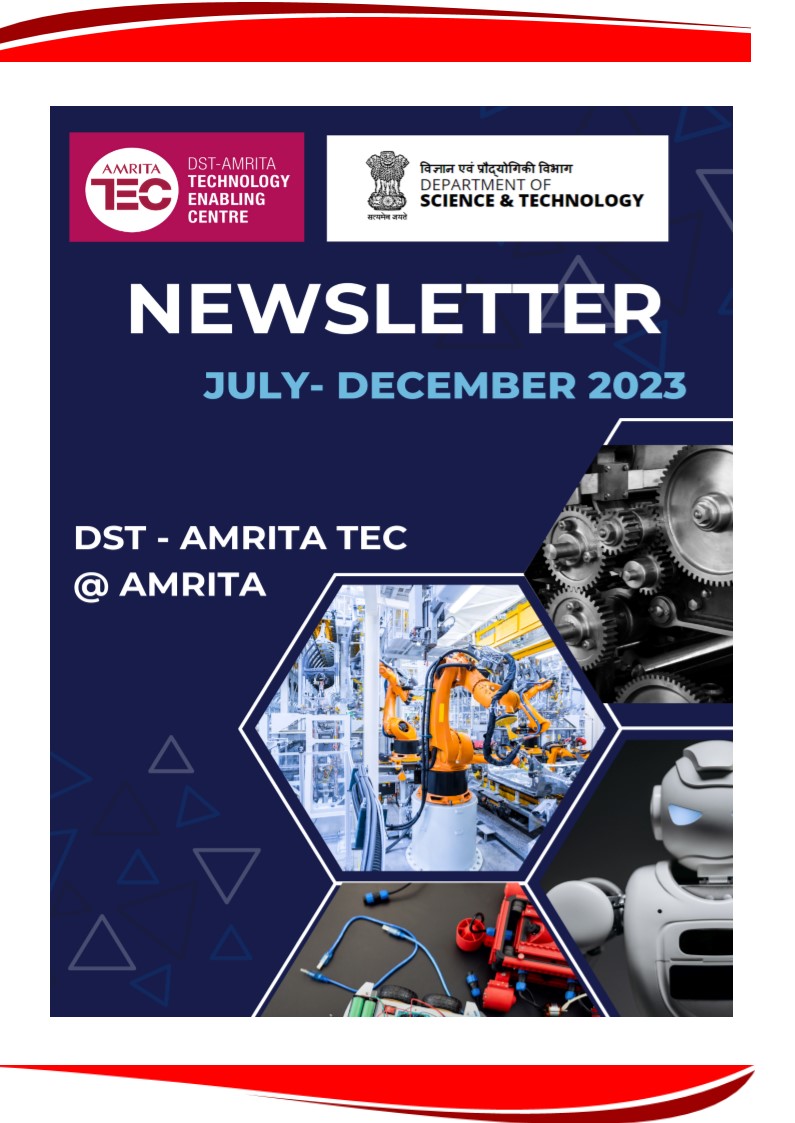 AMRITA
TEC
DST-AMRITA
TECHNOLOGY
ENABLING
CENTRE
विज्ञान एवं प्रौद्योगिकी विभाग
DEPARTMENT OF
SCIENCE & TECHNOLOGY
सत्यमेव जयते
NEWSLETTER
JULY- DECEMBER 2023
DST - AMRITA TEC
@ AMRITA